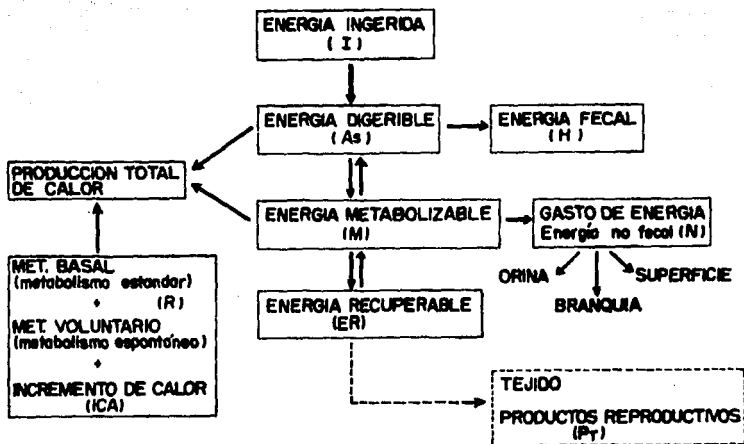 ENERGIA INGERIDA
( I )
ENERGIA DIGERIBLE
(As)
ENERGIA FECAL
( H )
PRODUCCION TOTAL
DE CALOR
ENERGIA METABOLIZABLE
(M)
GASTO DE ENERGIA
Energía no fecal (N)
ORINA
BRANQUIA
SUPERFICIE
MET. BASAL
(metabolismo estandar)
+ (R)
MET. VOLUNTARIO
(metabolismo espontáneo)
+
INCREMENTO DE CALOR
(ICA)
ENERGIA RECUPERABLE
(ER)
TEJIDO
PRODUCTOS REPRODUCTIVOS
(PT)